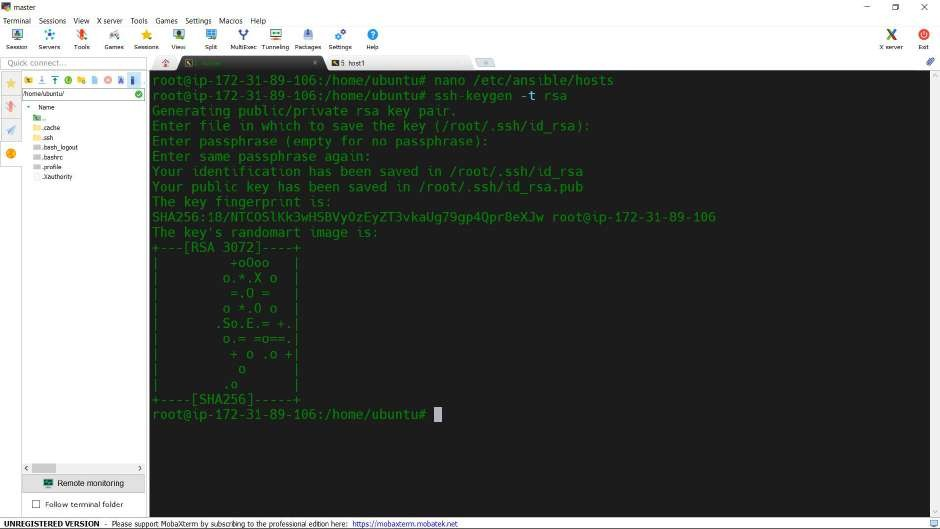 master
Terminal Sessions View X server Tools Games Settings Macros Help
Session Servers Tools Games Sessions View Split MultiExec Tunneling Packages Settings Help X server Exit
Quick connect...
5. host1
/home/ubuntu/
Name
..
.cache
.ssh
.bash_logout
.bashrc
.profile
.Xauthority
root@ip-172-31-89-106:/home/ubuntu# nano /etc/ansible/hosts
root@ip-172-31-89-106:/home/ubuntu# ssh-keygen -t rsa
Generating public/private rsa key pair.
Enter file in which to save the key (/root/.ssh/id_rsa):
Enter passphrase (empty for no passphrase):
Enter same passphrase again:
Your identification has been saved in /root/.ssh/id_rsa
Your public key has been saved in /root/.ssh/id_rsa.pub
The key fingerprint is:
SHA256:18/NTCOSlKk3wHSBVyOzEyZT3vkaUg79gp4Qpr8eXJw root@ip-172-31-89-106
The key's randomart image is:
+---[RSA 3072]----+
|         +oOoo   |
|        o.*.X o  |
|         =.O =   |
|        o *.O o  |
|       .So.E.= +.|
|        o.= =o==.|
|         + o .o +|
|          o      |
|        .o       |
+----[SHA256]-----+
root@ip-172-31-89-106:/home/ubuntu#
Remote monitoring
Follow terminal folder
UNREGISTERED VERSION - Please support MobaXterm by subscribing to the professional edition here: https://mobaxterm.mobatek.net